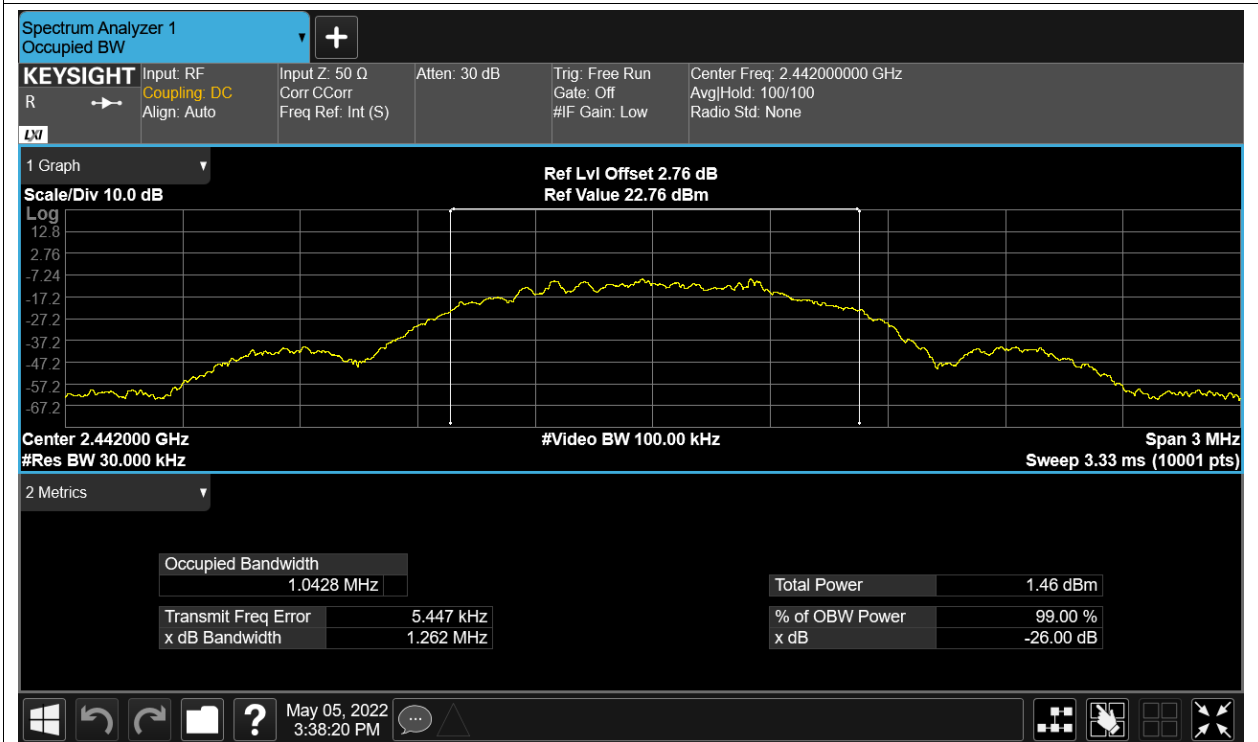 Spectrum Analyzer 1
Occupied BW
▼
+
KEYSIGHT
R
LXI
Input: RF
Coupling: DC
Align: Auto
Input Z: 50 Ω
Corr CCorr
Freq Ref: Int (S)
Atten: 30 dB
Trig: Free Run
Gate: Off
#IF Gain: Low
Center Freq: 2.442000000 GHz
Avg|Hold: 100/100
Radio Std: None
1 Graph ▼
Scale/Div 10.0 dB
Ref Lvl Offset 2.76 dB
Ref Value 22.76 dBm
Log
12.8
2.76
-7.24
-17.2
-27.2
-37.2
-47.2
-57.2
-67.2
Center 2.442000 GHz
#Res BW 30.000 kHz
#Video BW 100.00 kHz
Span 3 MHz
Sweep 3.33 ms (10001 pts)
2 Metrics ▼
Occupied Bandwidth
1.0428 MHz
Transmit Freq Error 5.447 kHz
x dB Bandwidth 1.262 MHz
Total Power 1.46 dBm
% of OBW Power 99.00 %
x dB -26.00 dB
?
May 05, 2022
3:38:20 PM